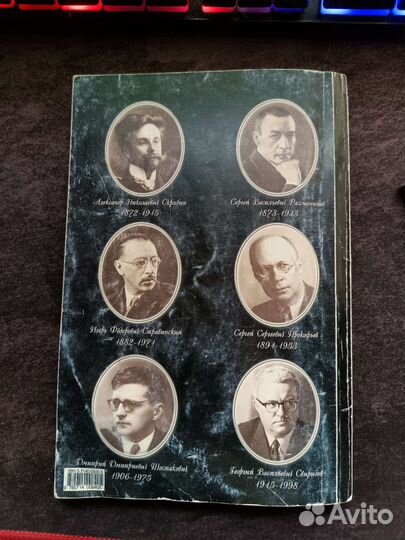 Александр Николаевич Скрябин
1872-1915
Сергей Васильевич Рахманинов
1873-1943
Игорь Фёдорович Стравинский
1882-1971
Сергей Сергеевич Прокофьев
1891-1953
Дмитрий Дмитриевич Шостакович
1906-1975
Георгий Васильевич Свиридов
1915-1998
Avito